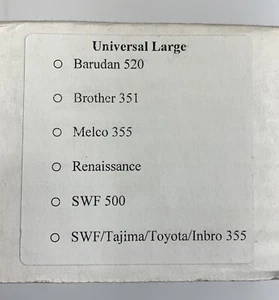 Universal Large
Barudan 520
Brother 351
Melco 355
Renaissance
SWF 500
SWF/Tajima/Toyota/Inbro 355